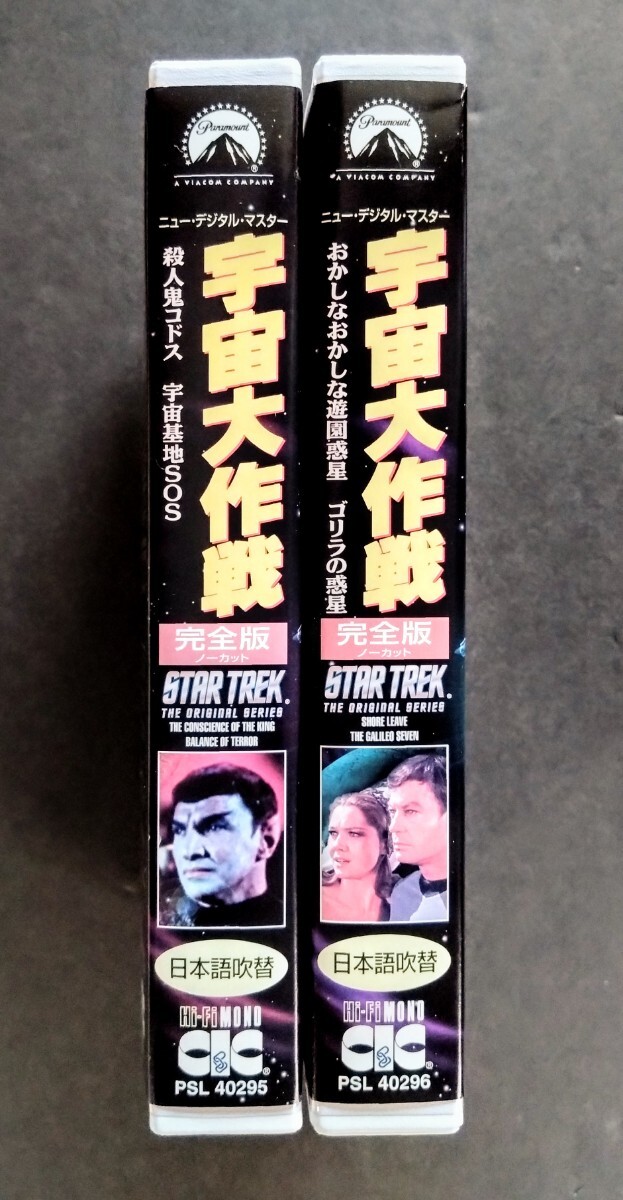 Paramount
®
A VIACOM COMPANY
ニュー・デジタル・マスター
宇宙大作戦
殺人鬼コドス 宇宙基地SOS
完全版
ノーカット
STAR TREK®
THE ORIGINAL SERIES
THE CONSCIENCE OF THE KING
BALANCE OF TERROR
日本語吹替
Hi-Fi MONO
CIC®
PSL 40295
Paramount
®
A VIACOM COMPANY
ニュー・デジタル・マスター
宇宙大作戦
おかしなおかしな遊園惑星 ゴリラの惑星
完全版
ノーカット
STAR TREK®
THE ORIGINAL SERIES
SHORE LEAVE
THE GALILEO SEVEN
日本語吹替
Hi-Fi MONO
CIC®
PSL 40296